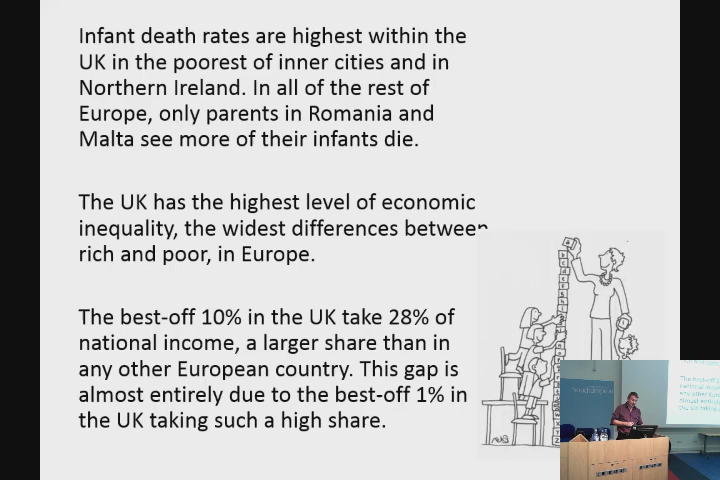 Infant death rates are highest within the
UK in the poorest of inner cities and in
Northern Ireland. In all of the rest of
Europe, only parents in Romania and
Malta see more of their infants die.
The UK has the highest level of economic
inequality, the widest differences between
rich and poor, in Europe.
The best-off 10% in the UK take 28% of
national income, a larger share than in
any other European country. This gap is
almost entirely due to the best-off 1% in
the UK taking such a high share.